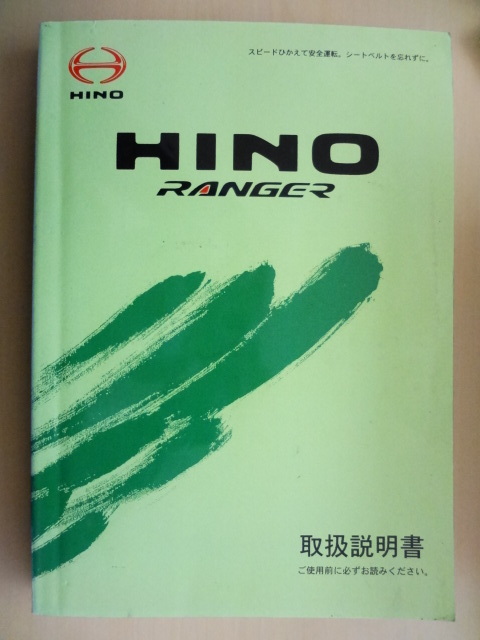 スピードひかえて安全運転、シートベルトを忘れずに。
HINO
HINO
RANGER
取扱説明書
ご使用前に必ずお読みください。